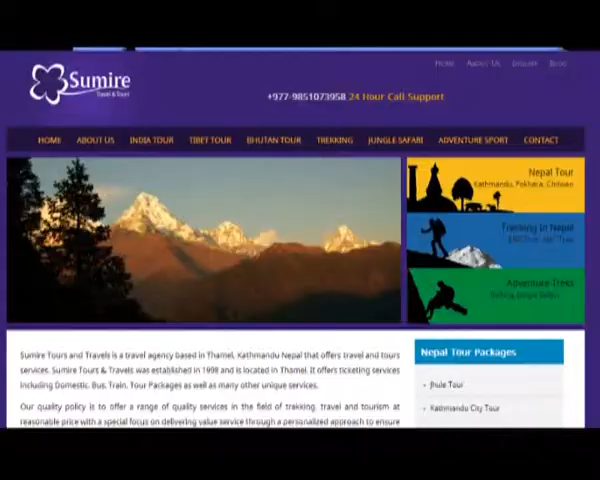 Home About Us Enquire Blog
Sumire
Travel & Tours
+977-9851073958 24 Hour Call Support
HOME ABOUT US INDIA TOUR TIBET TOUR BHUTAN TOUR TREKKING JUNGLE SAFARI ADVENTURE SPORT CONTACT
Nepal Tour
Kathmandu, Pokhara, Chitwan
Trekking In Nepal
Adventure Treks
Sumire Tours and Travels is a travel agency based in Thamel, Kathmandu Nepal that offers travel and tours
services. Sumire Tours & Travels was established in 1998 and is located in Thamel. It offers ticketing services
including Domestic, Bus, Train, Tour Packages as well as many other unique services.
Our quality policy is to offer a range of quality services in the field of trekking, travel and tourism at
reasonable price with a special focus on delivering value service through a personalized approach to ensure
Nepal Tour Packages
Jhule Tour
Kathmandu City Tour